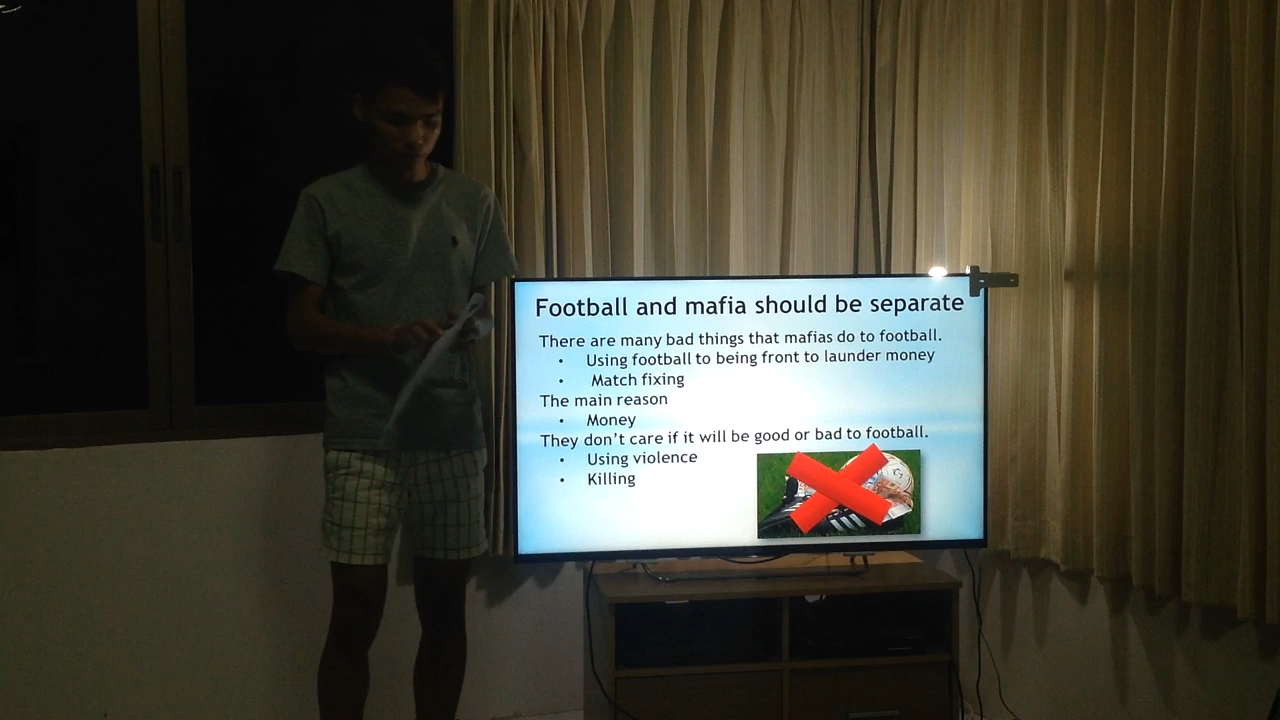 Football and mafia should be separate
There are many bad things that mafias do to football.
• Using football to being front to launder money
• Match fixing
The main reason
• Money
They don't care if it will be good or bad to football.
• Using violence
• Killing